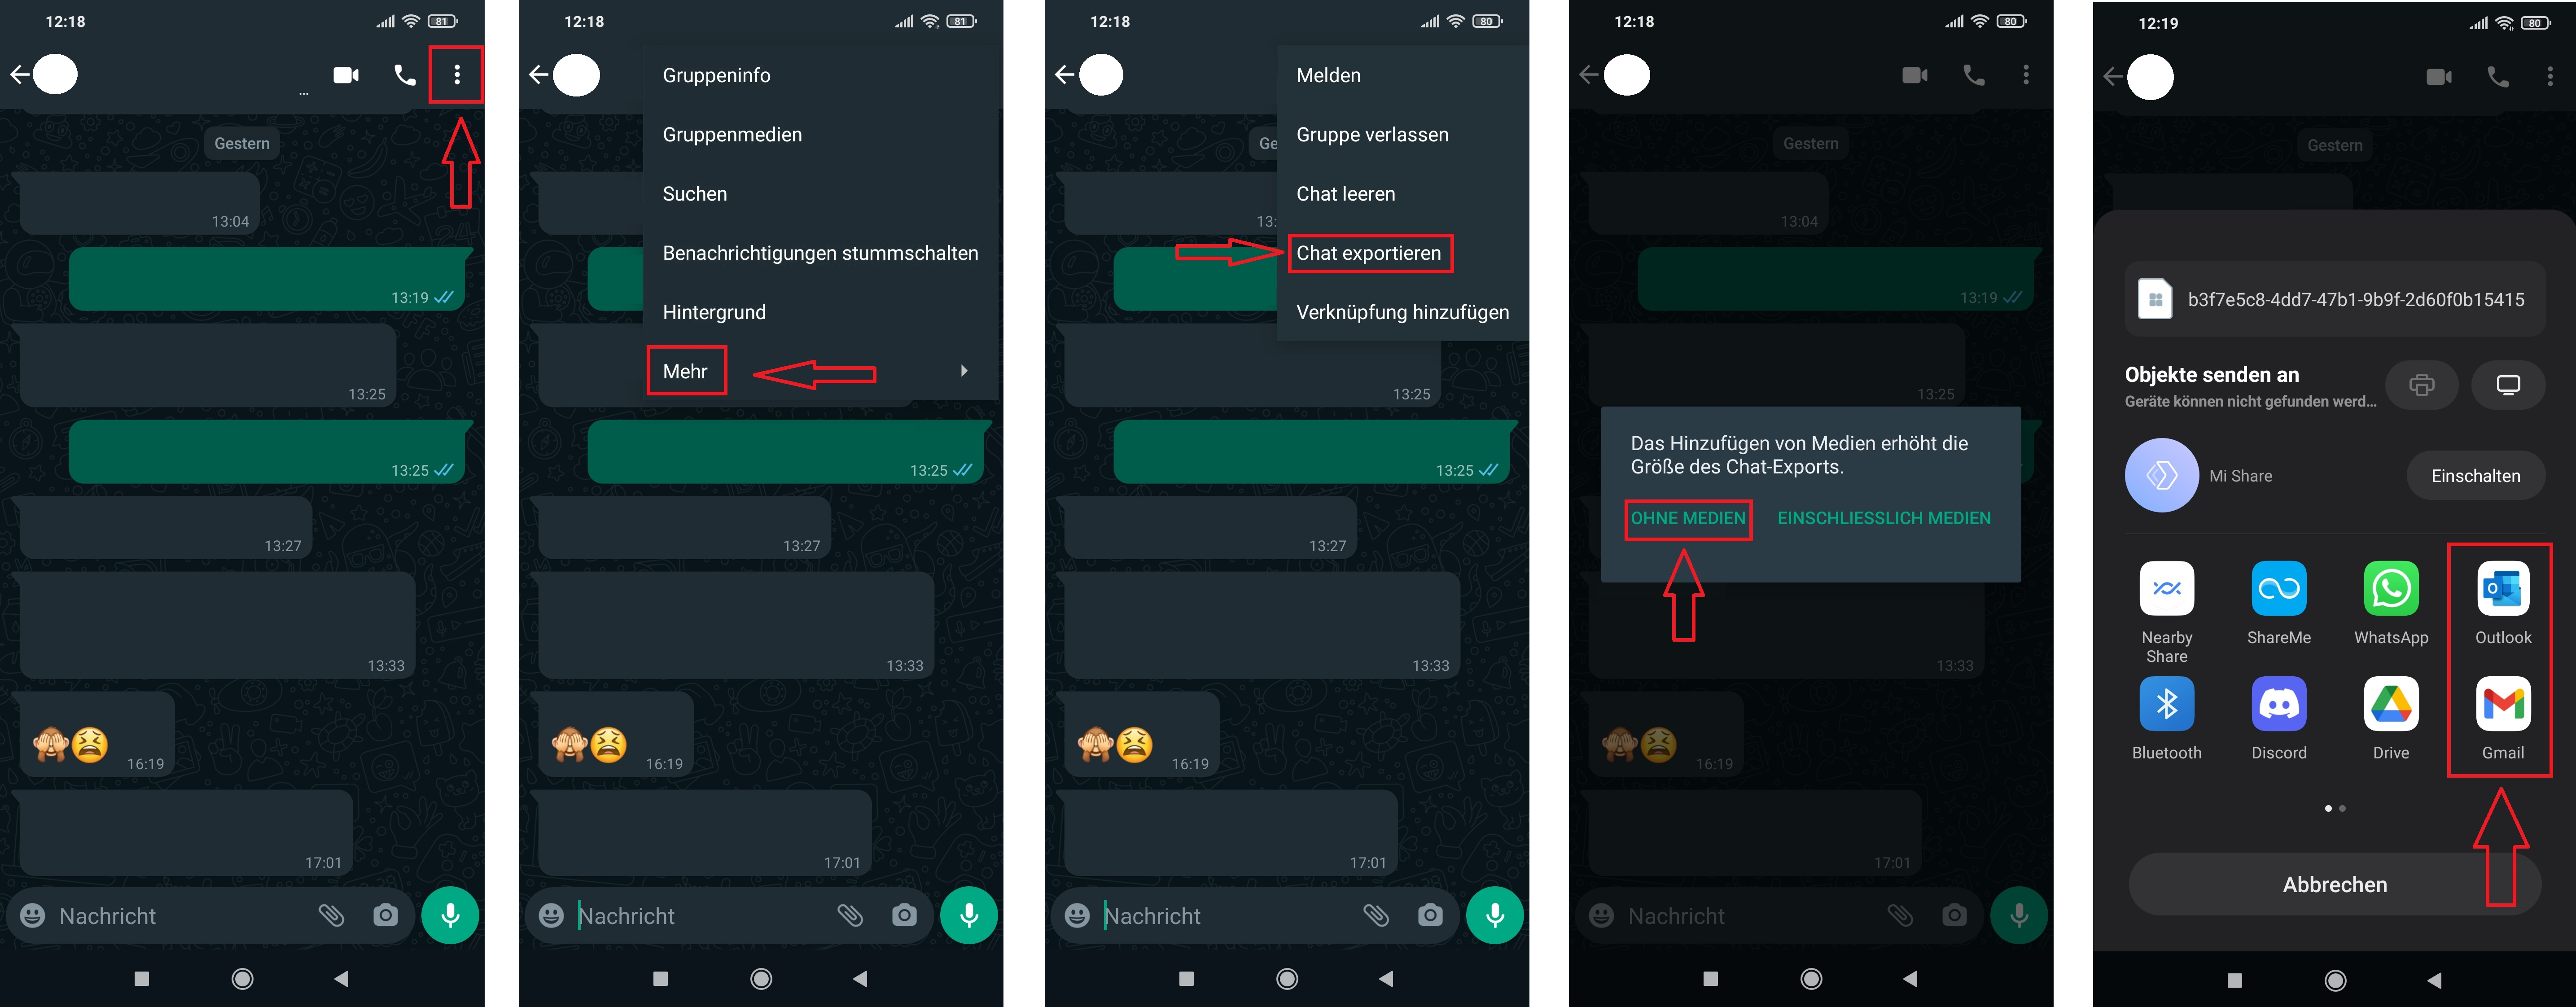 12:18
81
...
Gestern
13:04
13:19
13:25
13:25
13:27
13:33
16:19
17:01
Nachricht
12:18
81
Gruppeninfo
Gruppenmedien
Suchen
Benachrichtigungen stummschalten
Hintergrund
Mehr
13:25
13:27
13:33
16:19
17:01
Nachricht
12:18
80
Melden
Gruppe verlassen
Ge
Chat leeren
13:
Chat exportieren
Verknüpfung hinzufügen
13:25
13:25
13:27
13:33
16:19
17:01
Nachricht
12:18
80
Gestern
13:04
13:19
13:25
Das Hinzufügen von Medien erhöht die
Größe des Chat-Exports.
OHNE MEDIEN EINSCHLIESSLICH MEDIEN
13:33
16:19
17:01
Nachricht
12:19
80
Gestern
b3f7e5c8-4dd7-47b1-9b9f-2d60f0b15415
Objekte senden an
Geräte können nicht gefunden werd...
Mi Share
Einschalten
Nearby
Share
ShareMe
WhatsApp
Outlook
Bluetooth
Discord
Drive
Gmail
Abbrechen